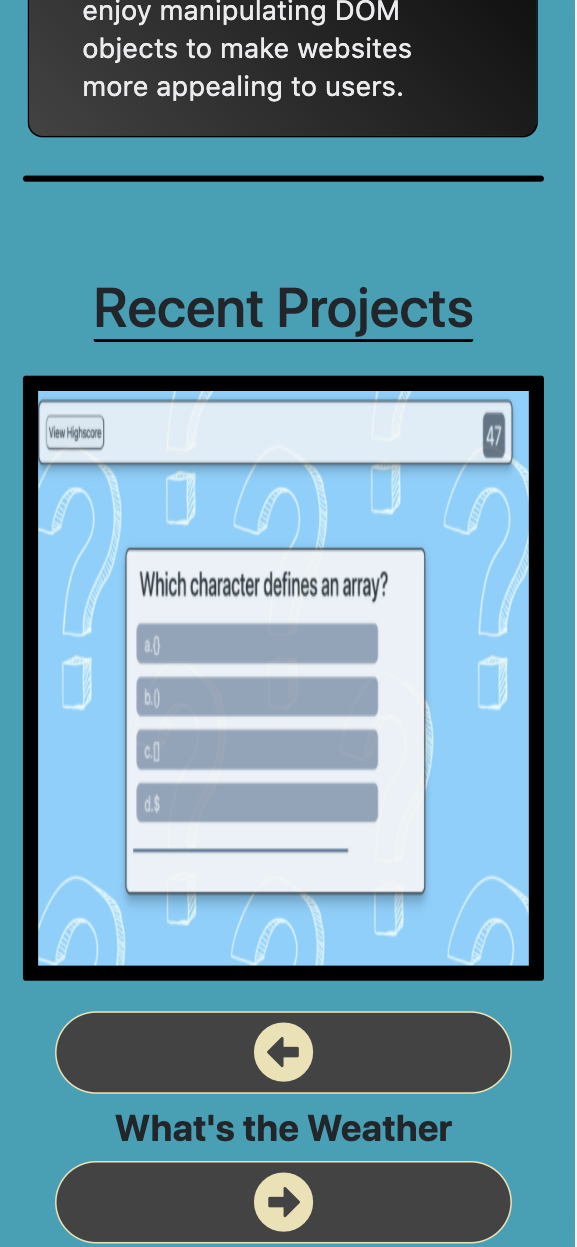 enjoy manipulating DOM
objects to make websites
more appealing to users.
Recent Projects
View Highscore
47
Which character defines an array?
a.{}
b.()
c.[]
d.$
What's the Weather